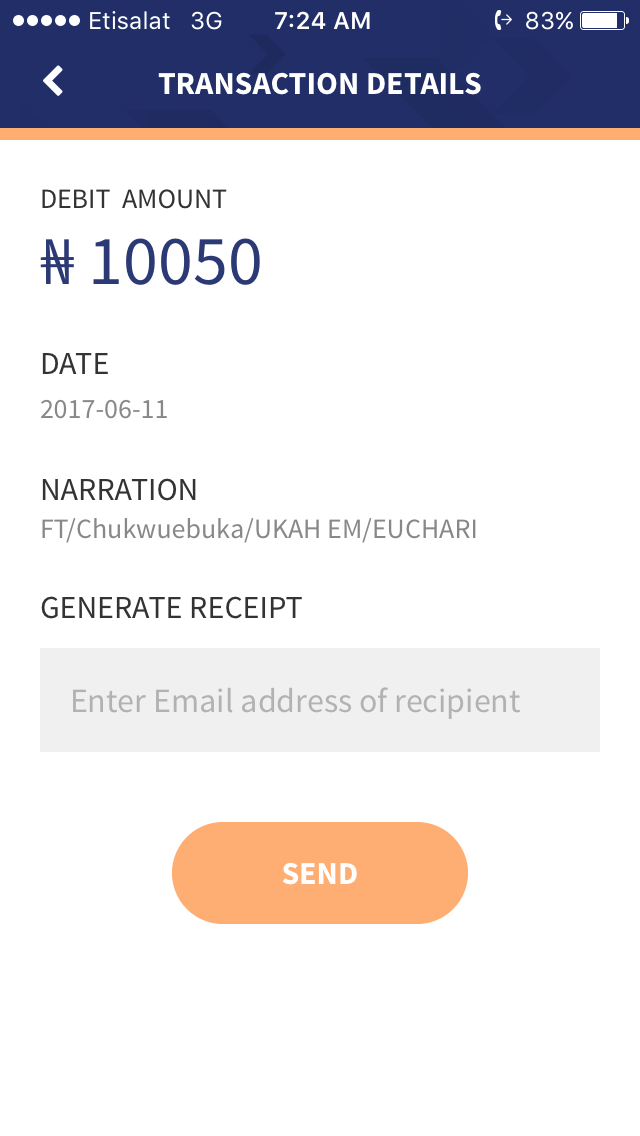 Etisalat 3G 7:24 AM 83%
TRANSACTION DETAILS
DEBIT AMOUNT
₦ 10050
DATE
2017-06-11
NARRATION
FT/Chukwuebuka/UKAH EM/EUCHARI
GENERATE RECEIPT
Enter Email address of recipient
SEND